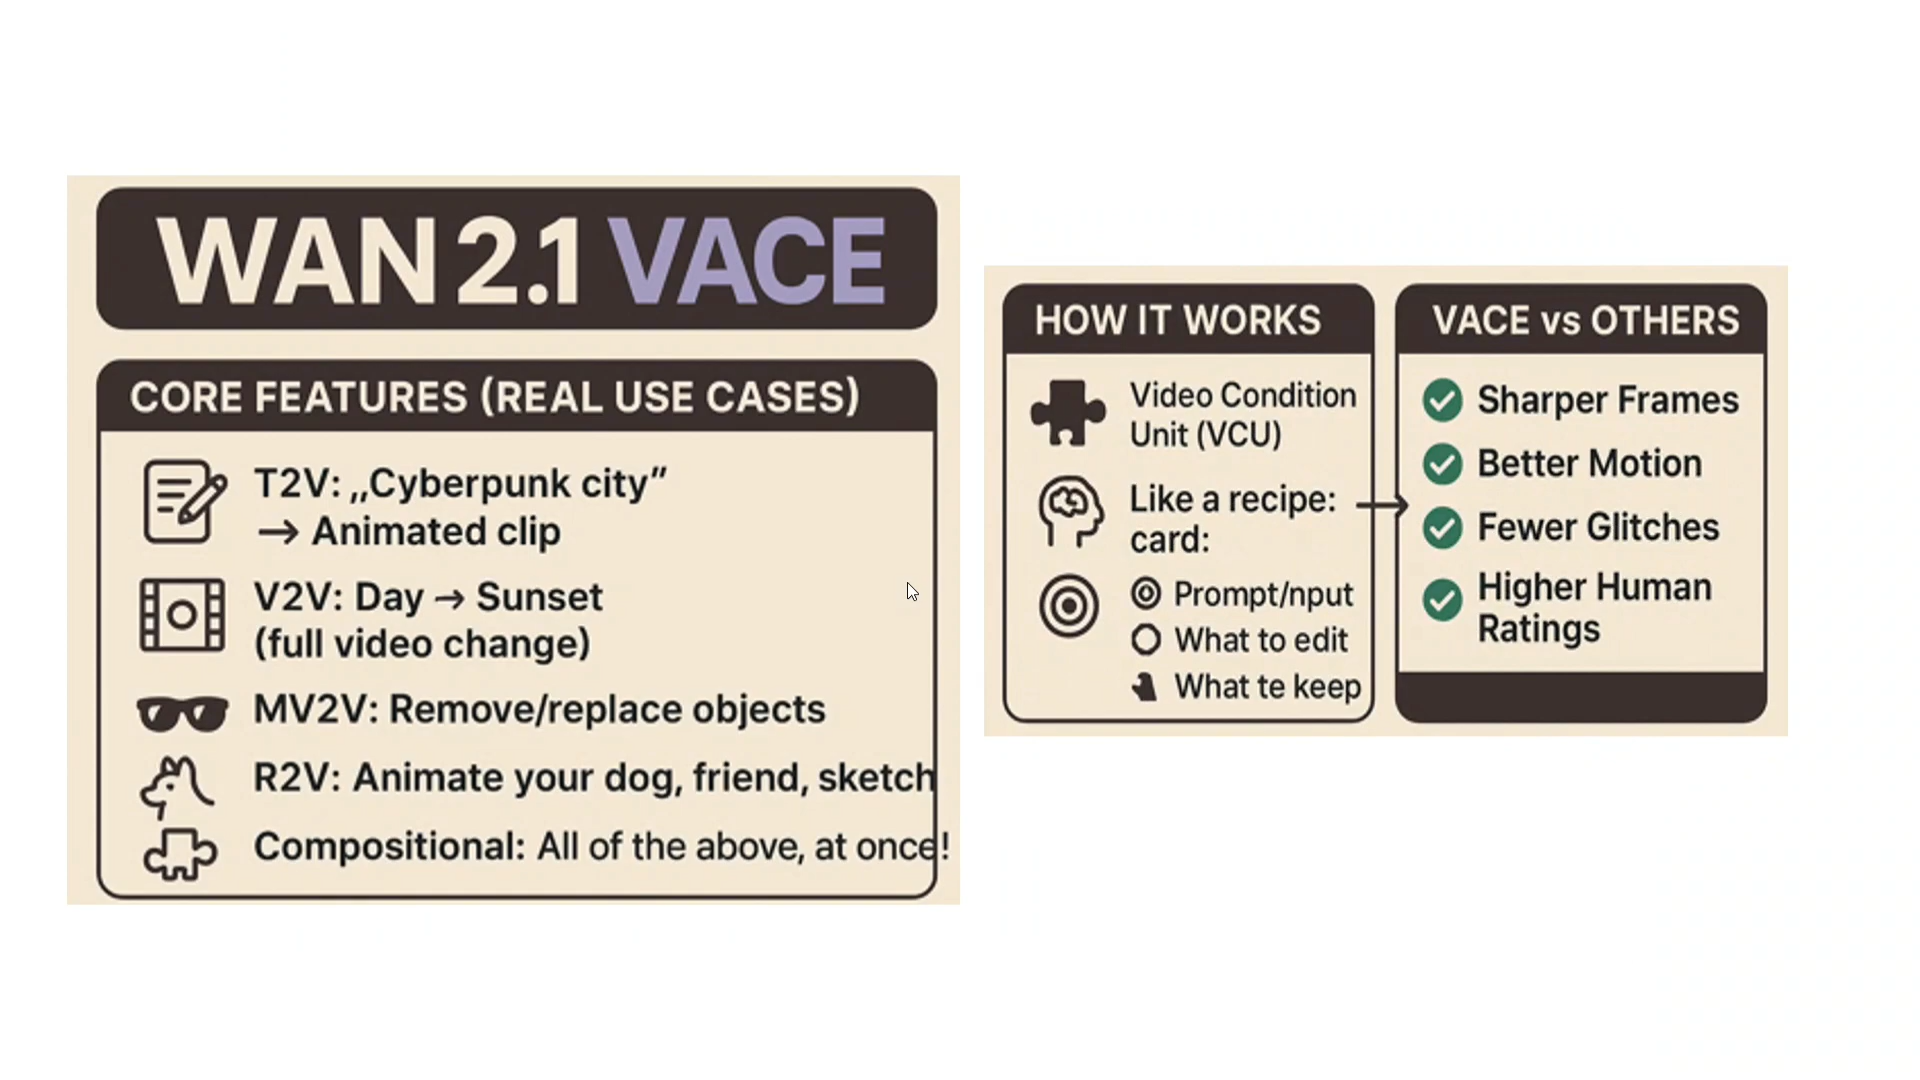 WAN 2.1 VACE
CORE FEATURES (REAL USE CASES)
T2V: „Cyberpunk city”
→ Animated clip
V2V: Day → Sunset
(full video change)
MV2V: Remove/replace objects
R2V: Animate your dog, friend, sketch
Compositional: All of the above, at once!
HOW IT WORKS
Video Condition
Unit (VCU)
Like a recipe:
card:
Prompt/nput
What to edit
What te keep
VACE vs OTHERS
Sharper Frames
Better Motion
Fewer Glitches
Higher Human
Ratings